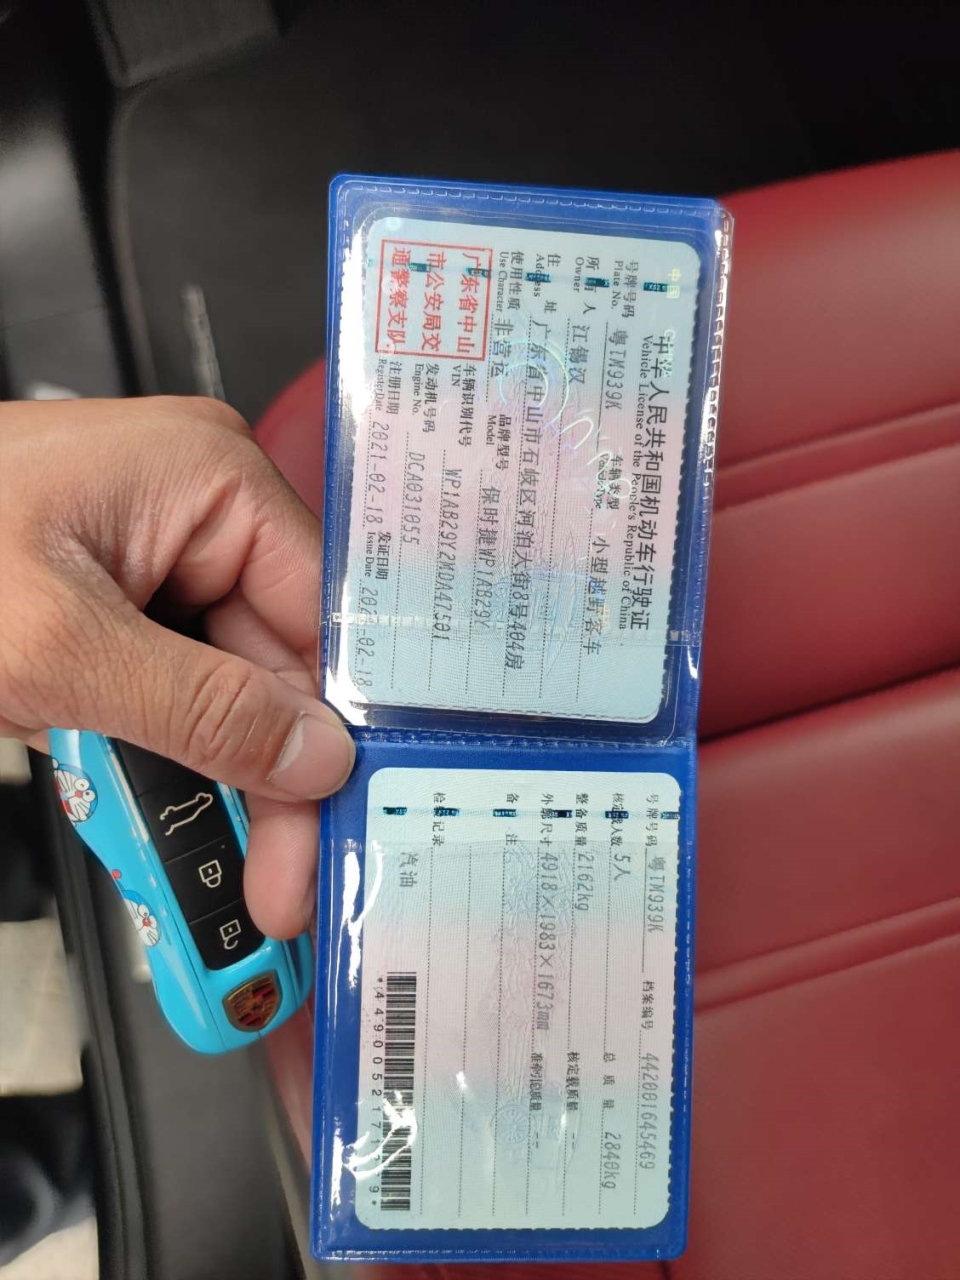 中华人民共和国机动车行驶证
Vehicle License of the People's Republic of China
号牌号码 粤TM939K 车辆类型 小型越野客车
Plate No.
所有人 江锡汉
Owner
住址 广东省中山市石岐区河泊大街8号404房
Address
使用性质 非营运 品牌型号 保时捷WP1AB29Y
Use Character Model
广东省中山
市公安局交
通警察支队
车辆识别代号 WP1AB29Y2MDA47501
VIN
发动机号码 DCA031055
Engine No.
注册日期 2021-02-18 发证日期 2021-02-18
Register Date Issue Date
号牌号码 粤TM939K 档案编号 442001645469
核定载人数 5人 总质量 2840kg
整备质量 2162kg 核定载质量 --
外廓尺寸 4918×1983×1673mm 准牵引总质量 --
备注
检验记录
汽油